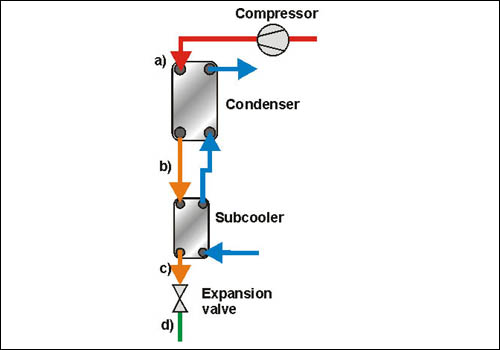 Compressor
a)
Condenser
b)
Subcooler
c)
Expansion
valve
d)